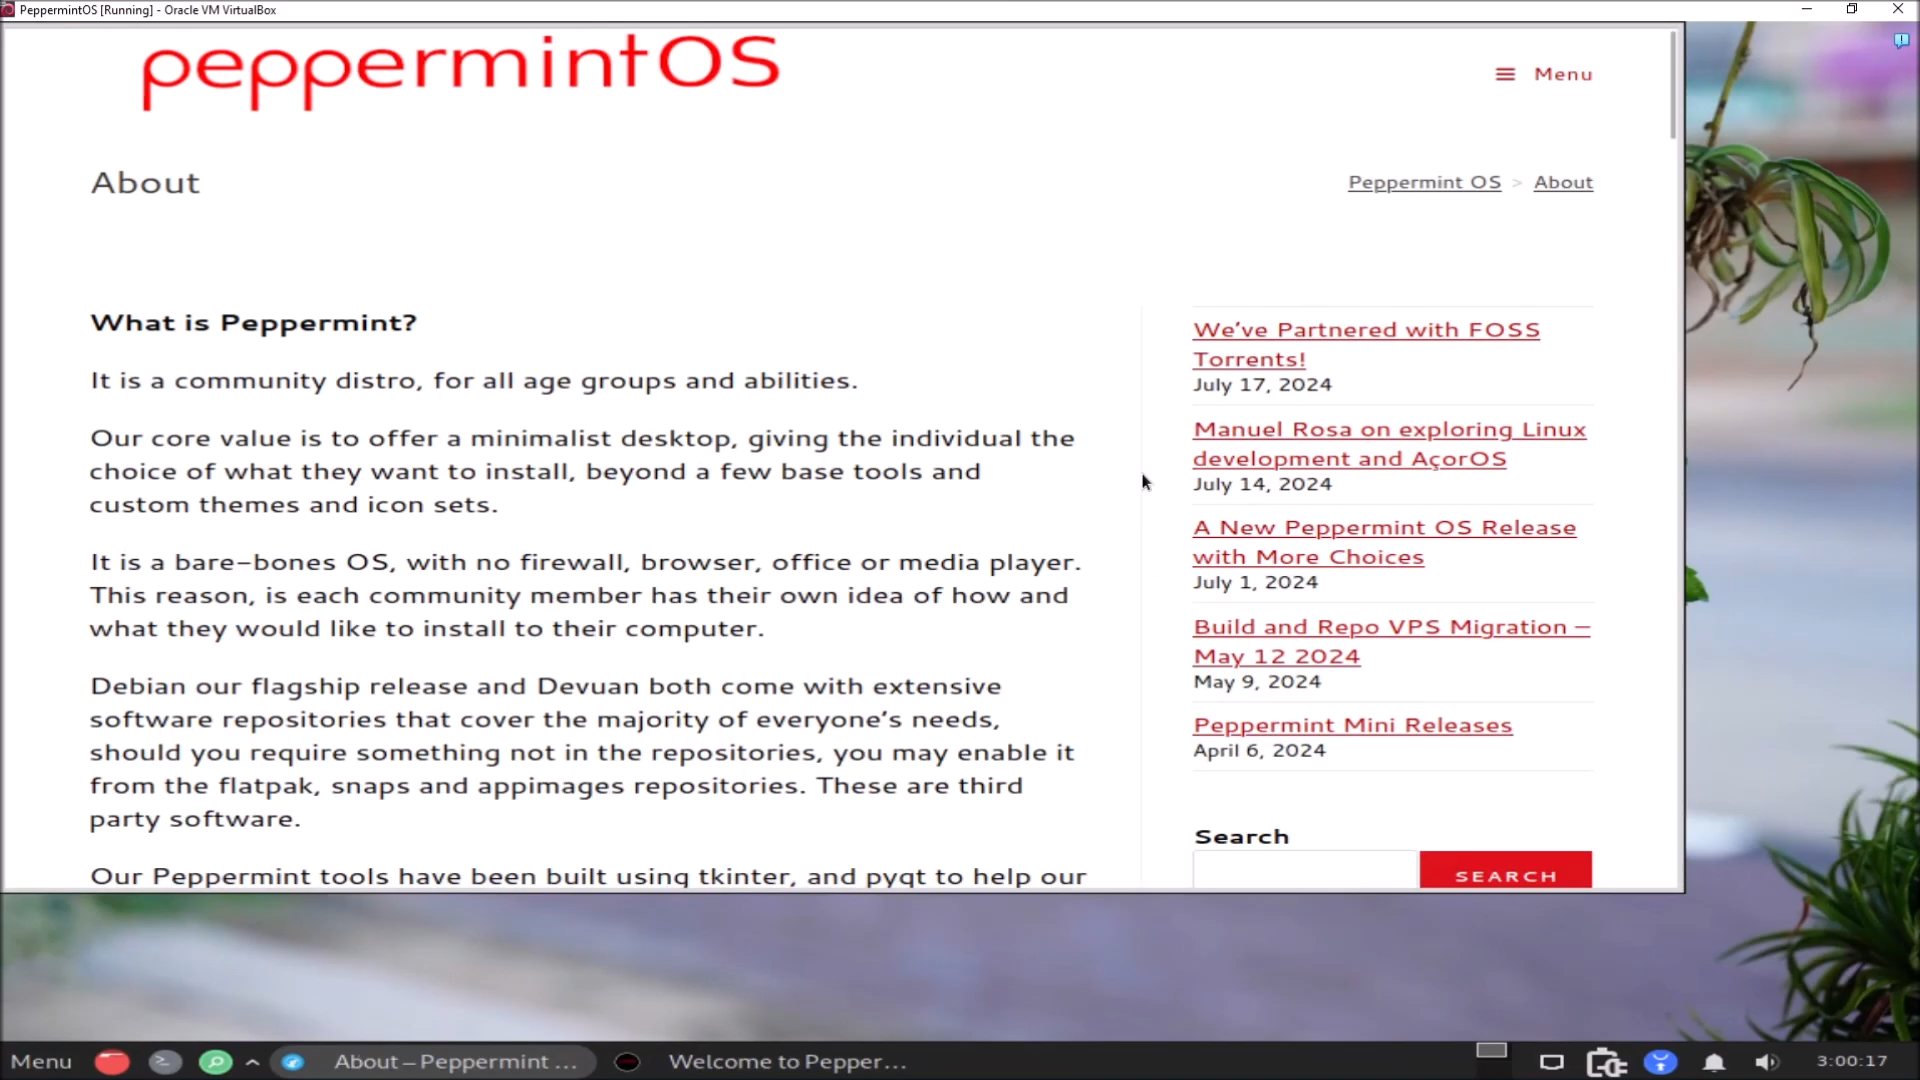 PeppermintOS [Running] - Oracle VM VirtualBox
peppermintOS
Menu
About
Peppermint OS > About
What is Peppermint?
It is a community distro, for all age groups and abilities.
Our core value is to offer a minimalist desktop, giving the individual the
choice of what they want to install, beyond a few base tools and
custom themes and icon sets.
It is a bare-bones OS, with no firewall, browser, office or media player.
This reason, is each community member has their own idea of how and
what they would like to install to their computer.
Debian our flagship release and Devuan both come with extensive
software repositories that cover the majority of everyone’s needs,
should you require something not in the repositories, you may enable it
from the flatpak, snaps and appimages repositories. These are third
party software.
Our Peppermint tools have been built using tkinter, and pyqt to help our
We’ve Partnered with FOSS
Torrents!
July 17, 2024
Manuel Rosa on exploring Linux
development and AçorOS
July 14, 2024
A New Peppermint OS Release
with More Choices
July 1, 2024
Build and Repo VPS Migration –
May 12 2024
May 9, 2024
Peppermint Mini Releases
April 6, 2024
Search
SEARCH
Menu
About – Peppermint ...
Welcome to Pepper...
3:00:17